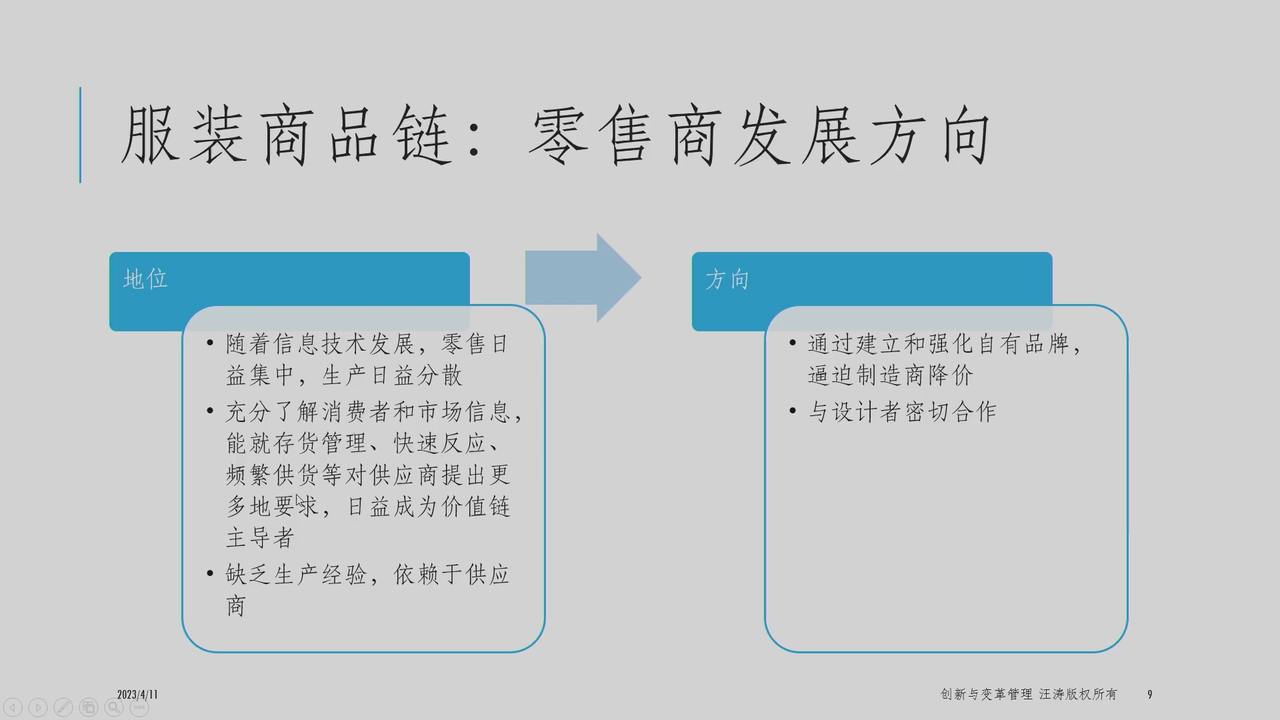 服装商品链：零售商发展方向
地位
• 随着信息技术发展，零售日
益集中，生产日益分散
• 充分了解消费者和市场信息，
能就存货管理、快速反应、
频繁供货等对供应商提出更
多地要求，日益成为价值链
主导者
• 缺乏生产经验，依赖于供应
商
方向
• 通过建立和强化自有品牌，
逼迫制造商降价
• 与设计者密切合作
2023/4/11
创新与变革管理 汪涛版权所有
9